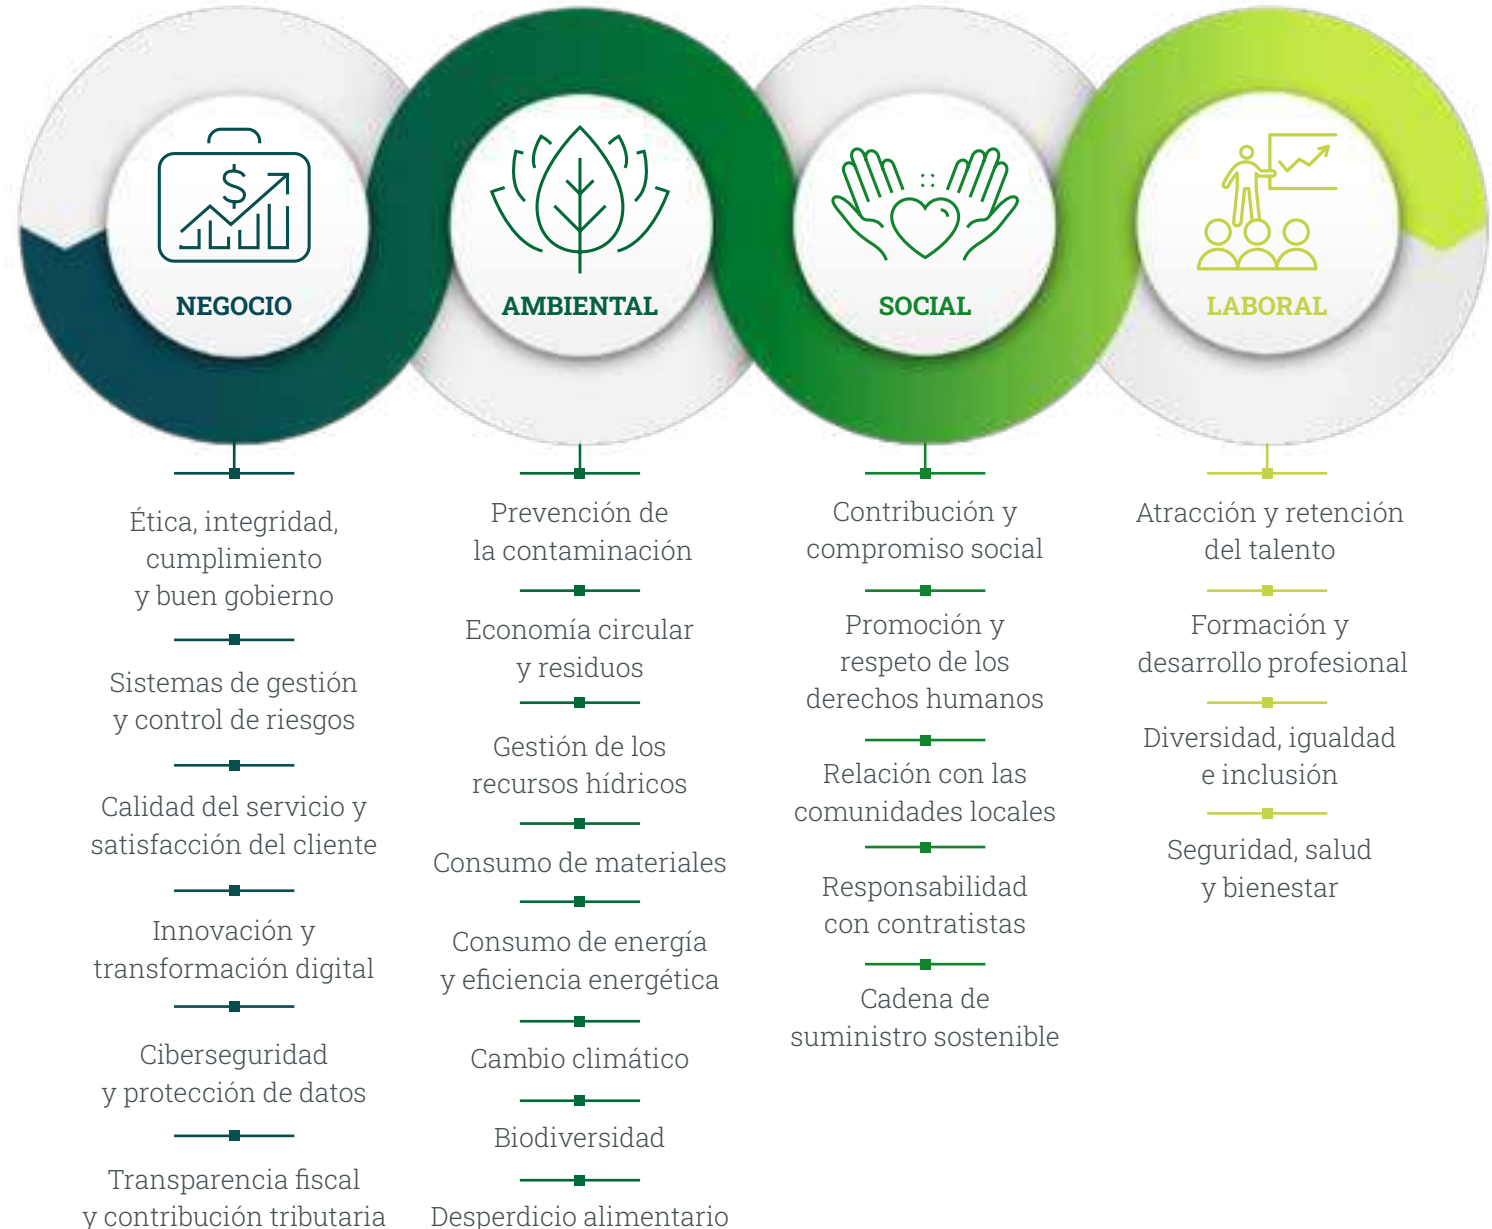 NEGOCIO
Ética, integridad,
cumplimiento
y buen gobierno
Sistemas de gestión
y control de riesgos
Calidad del servicio y
satisfacción del cliente
Innovación y
transformación digital
Ciberseguridad
y protección de datos
Transparencia fiscal
y contribución tributaria
AMBIENTAL
Prevención de
la contaminación
Economía circular
y residuos
Gestión de los
recursos hídricos
Consumo de materiales
Consumo de energía
y eficiencia energética
Cambio climático
Biodiversidad
Desperdicio alimentario
SOCIAL
Contribución y
compromiso social
Promoción y
respeto de los
derechos humanos
Relación con las
comunidades locales
Responsabilidad
con contratistas
Cadena de
suministro sostenible
LABORAL
Atracción y retención
del talento
Formación y
desarrollo profesional
Diversidad, igualdad
e inclusión
Seguridad, salud
y bienestar